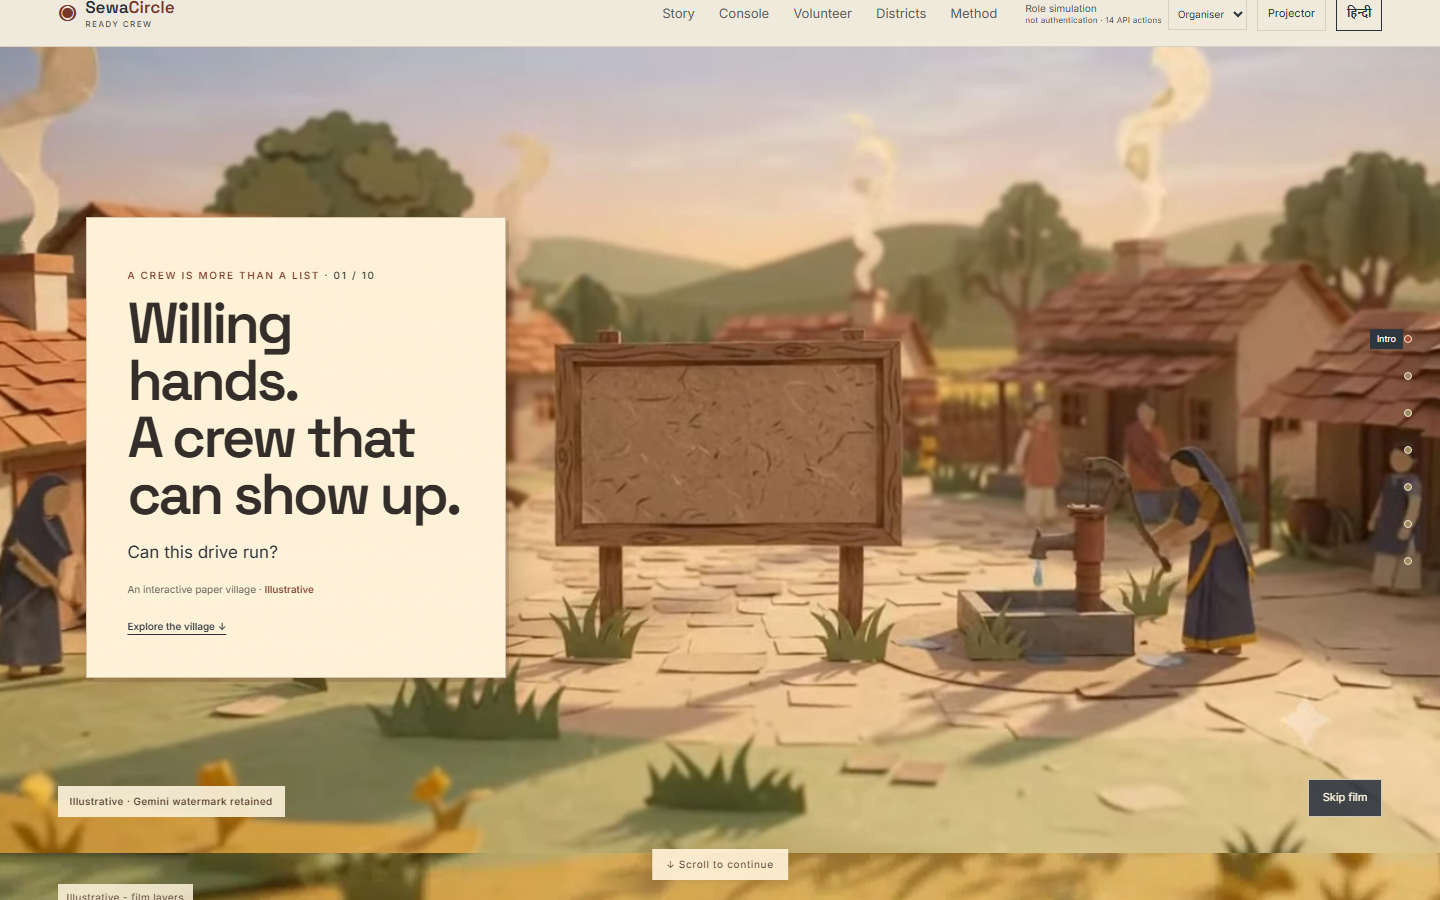 SewaCircle
READY CREW
Story
Console
Volunteer
Districts
Method
Role simulation
not authentication · 14 API actions
Organiser
Projector
हिन्दी
A CREW IS MORE THAN A LIST · 01 / 10
Willing
hands.
A crew that
can show up.
Can this drive run?
An interactive paper village · Illustrative
Explore the village ↓
Intro
Illustrative · Gemini watermark retained
Skip film
↓ Scroll to continue
Illustrative - film layers